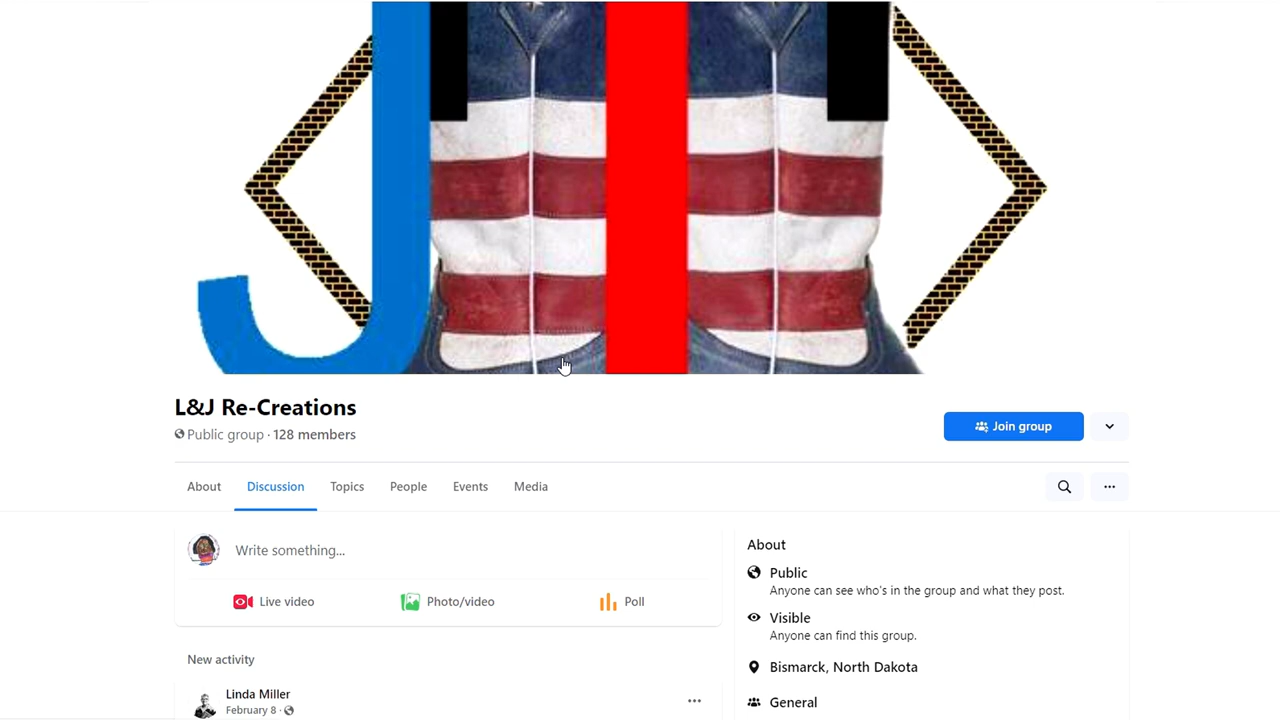 J
L&J Re-Creations
Public group · 128 members
Join group
About
Discussion
Topics
People
Events
Media
Write something...
Live video
Photo/video
Poll
New activity
Linda Miller
February 8 ·
About
Public
Anyone can see who's in the group and what they post.
Visible
Anyone can find this group.
Bismarck, North Dakota
General